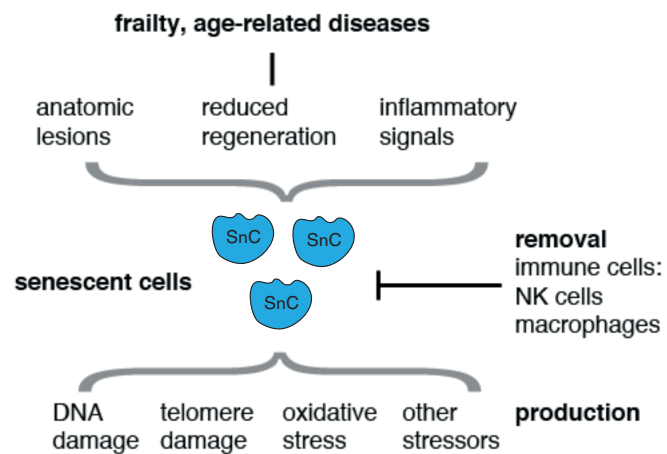 frailty, age-related diseases
anatomic reduced inflammatory
lesions regeneration signals
SnC SnC
removal
immune cells:
senescent cells
SnC
NK cells
macrophages
DNA telomere oxidative other production
damage damage stress stressors